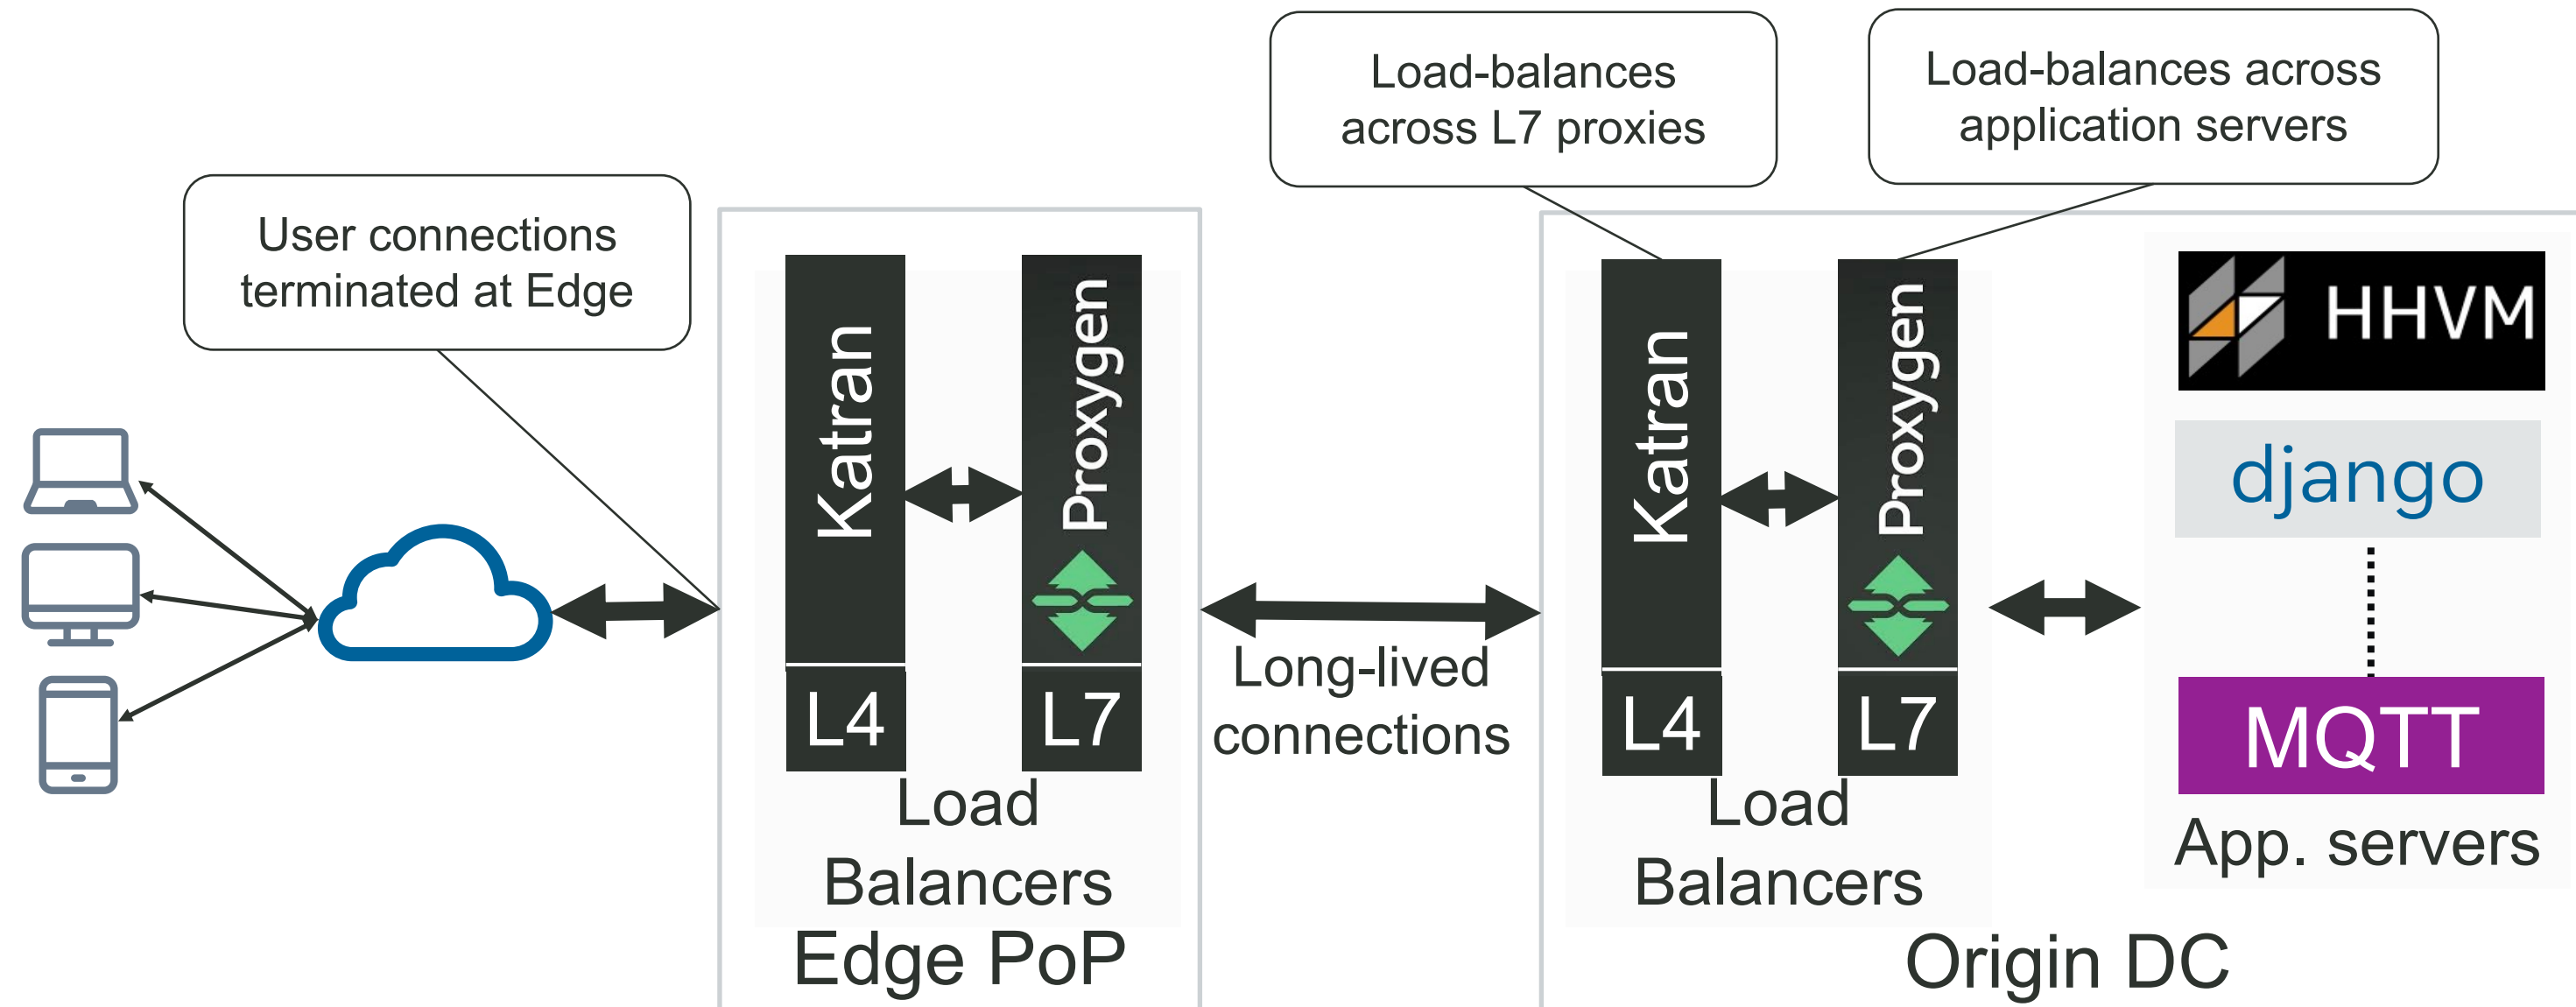 User connections
terminated at Edge
Load-balances
across L7 proxies
Load-balances across
application servers
Katran
L4
Proxygen
L7
Load
Balancers
Edge PoP
Long-lived
connections
Katran
L4
Proxygen
L7
Load
Balancers
HHVM
django
MQTT
App. servers
Origin DC